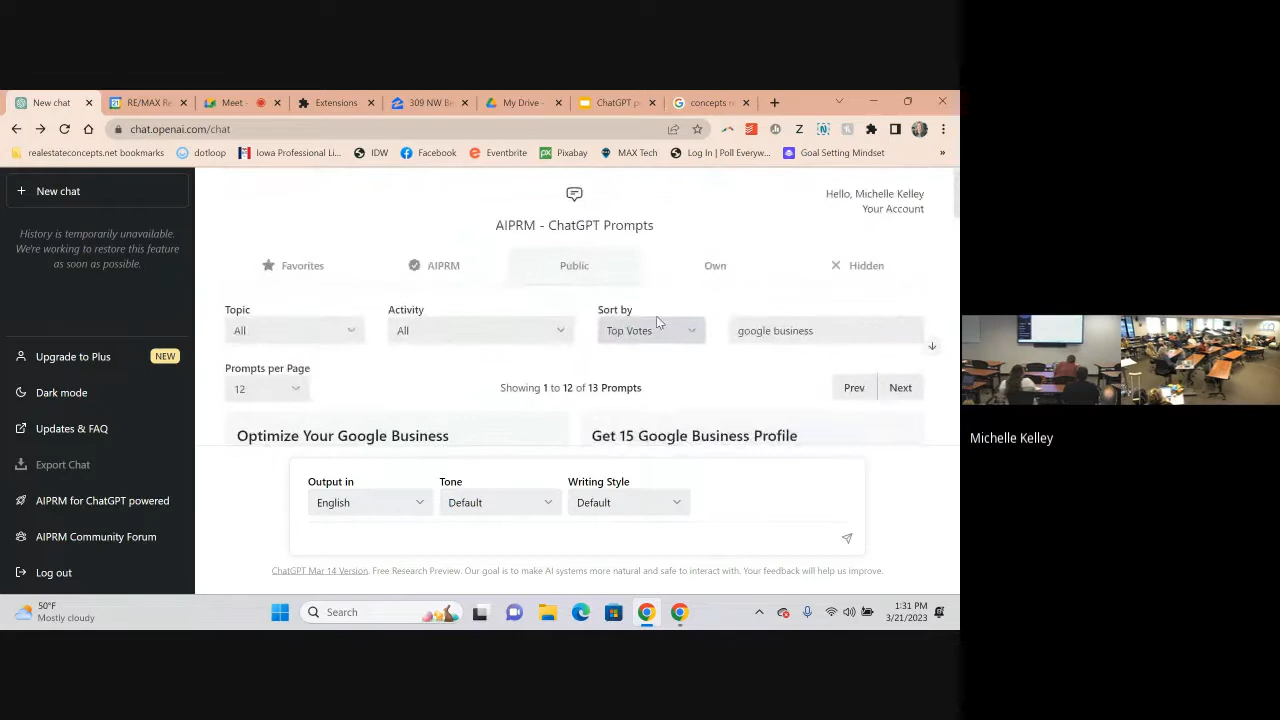 New chat
RE/MAX Re
Meet -
Extensions
309 NW Be
My Drive -
ChatGPT p
concepts r
chat.openai.com/chat
realestateconcepts.net bookmarks
dotloop
Iowa Professional Li...
IDW
Facebook
Eventbrite
Pixabay
MAX Tech
Log In | Poll Everyw...
Goal Setting Mindset
»
New chat
History is temporarily unavailable.
We're working to restore this feature
as soon as possible.
Upgrade to Plus
NEW
Dark mode
Updates & FAQ
Export Chat
AIPRM for ChatGPT powered
AIPRM Community Forum
Log out
Hello, Michelle Kelley
Your Account
AIPRM - ChatGPT Prompts
Favorites
AIPRM
Public
Own
Hidden
Topic
Activity
Sort by
All
All
Top Votes
google business
Prompts per Page
12
Showing 1 to 12 of 13 Prompts
Prev
Next
Optimize Your Google Business
Get 15 Google Business Profile
Output in
Tone
Writing Style
English
Default
Default
ChatGPT Mar 14 Version. Free Research Preview. Our goal is to make AI systems more natural and safe to interact with. Your feedback will help us improve.
50°F
Mostly cloudy
Search
1:31 PM
3/21/2023
Michelle Kelley